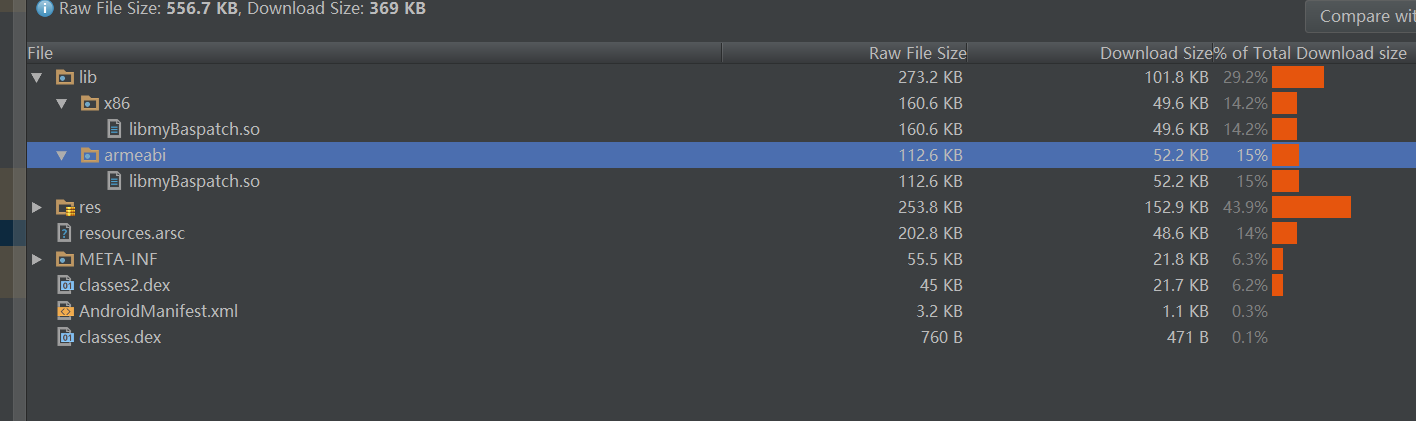 Raw File Size: 556.7 KB, Download Size: 369 KB
Compare wit
File Raw File Size Download Size % of Total Download size
lib 273.2 KB 101.8 KB 29.2%
x86 160.6 KB 49.6 KB 14.2%
libmyBaspatch.so 160.6 KB 49.6 KB 14.2%
armeabi 112.6 KB 52.2 KB 15%
libmyBaspatch.so 112.6 KB 52.2 KB 15%
res 253.8 KB 152.9 KB 43.9%
resources.arsc 202.8 KB 48.6 KB 14%
META-INF 55.5 KB 21.8 KB 6.3%
classes2.dex 45 KB 21.7 KB 6.2%
AndroidManifest.xml 3.2 KB 1.1 KB 0.3%
classes.dex 760 B 471 B 0.1%